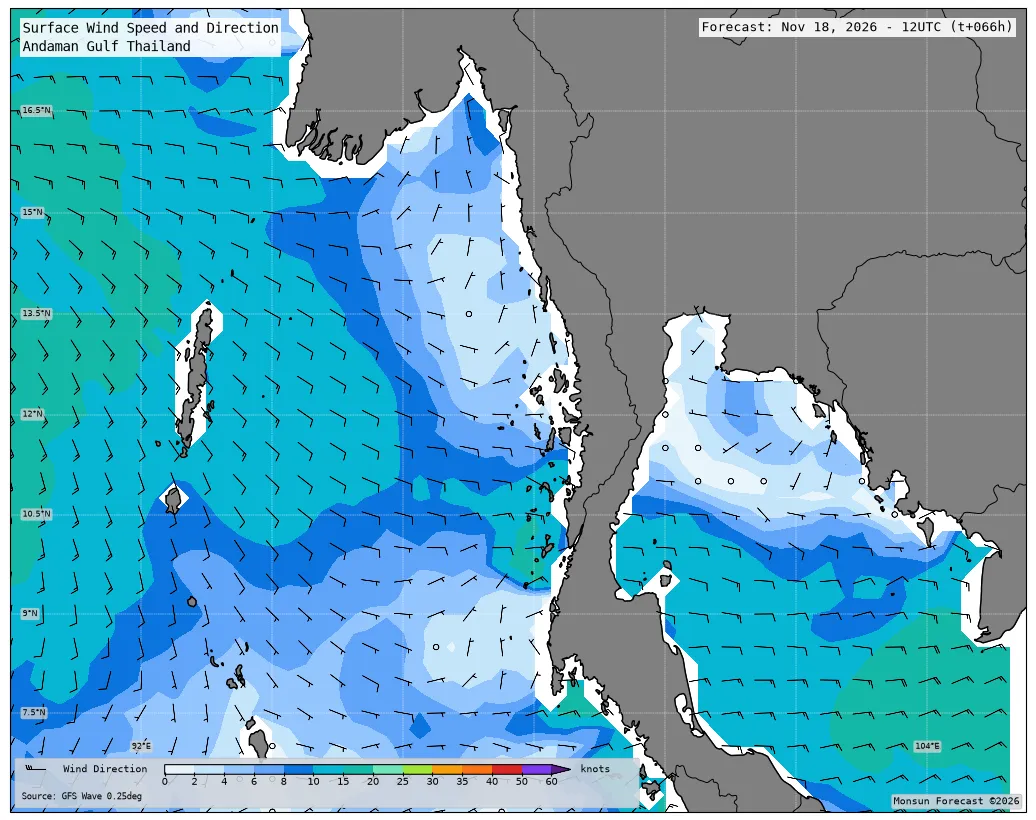 Surface Wind Speed and Direction
Andaman Gulf Thailand
Forecast: Nov 18, 2026 - 12UTC (t+066h)
16.5°N
15°N
13.5°N
12°N
10.5°N
9°N
7.5°N
92°E
104°E
Wind Direction
knots
0 2 4 6 8 10 15 20 25 30 40 45 50 60
Source: GFS Wave 0.25deg
Monsun Forecast ©2026